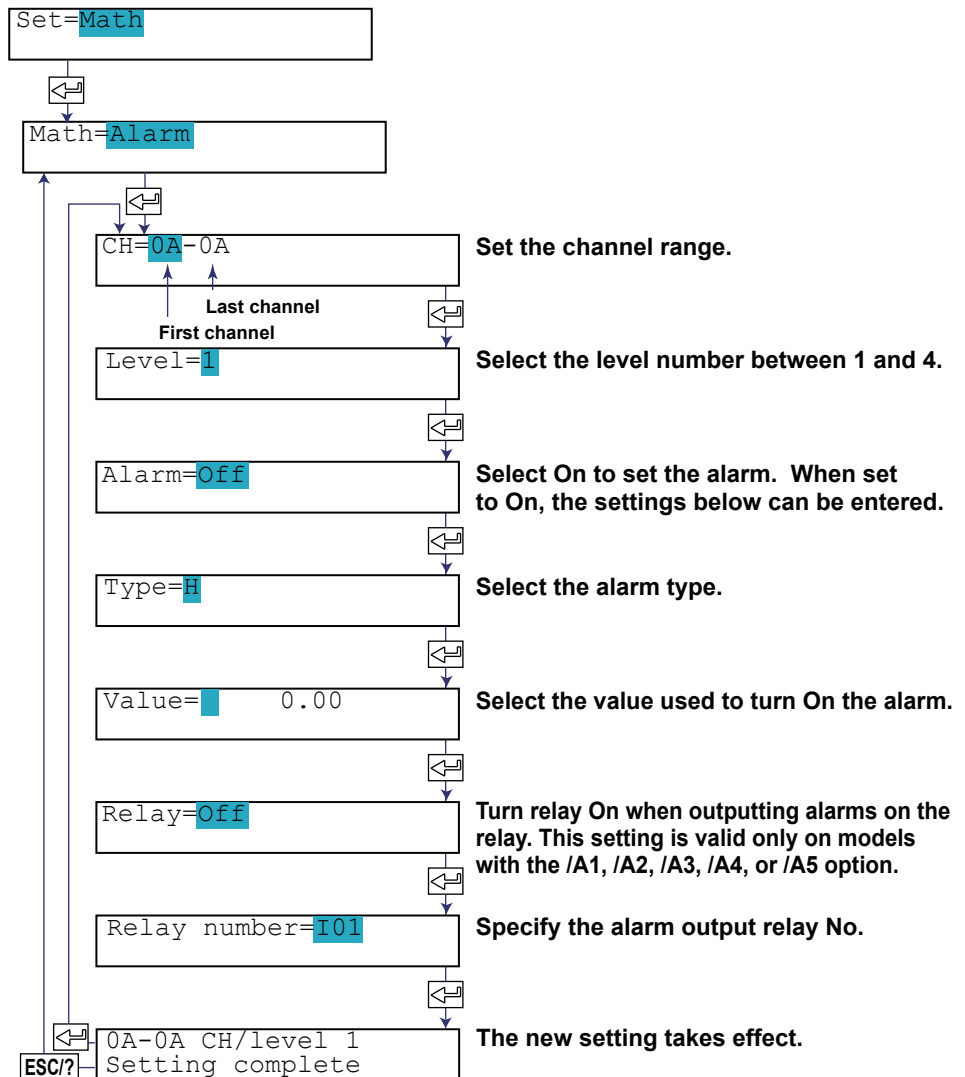 Set=Math
Math=Alarm
CH=0A-0A
Set the channel range.
Last channel
First channel
Level=1
Select the level number between 1 and 4.
Alarm=Off
Select On to set the alarm. When set
to On, the settings below can be entered.
Type=H
Select the alarm type.
Value= 0.00
Select the value used to turn On the alarm.
Relay=Off
Turn relay On when outputting alarms on the
relay. This setting is valid only on models
with the /A1, /A2, /A3, /A4, or /A5 option.
Relay number=I01
Specify the alarm output relay No.
0A-0A CH/level 1
The new setting takes effect.
ESC/?
Setting complete